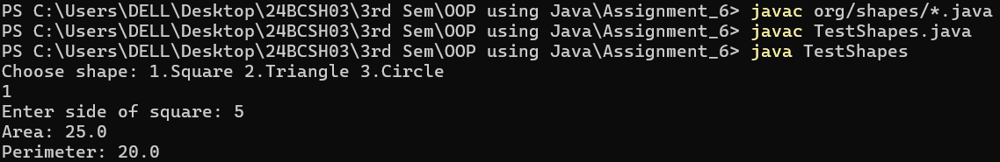 PS C:\Users\DELL\Desktop\24BCSH03\3rd Sem\OOP using Java\Assignment_6> javac org/shapes/*.java
PS C:\Users\DELL\Desktop\24BCSH03\3rd Sem\OOP using Java\Assignment_6> javac TestShapes.java
PS C:\Users\DELL\Desktop\24BCSH03\3rd Sem\OOP using Java\Assignment_6> java TestShapes
Choose shape: 1.Square 2.Triangle 3.Circle
1
Enter side of square: 5
Area: 25.0
Perimeter: 20.0